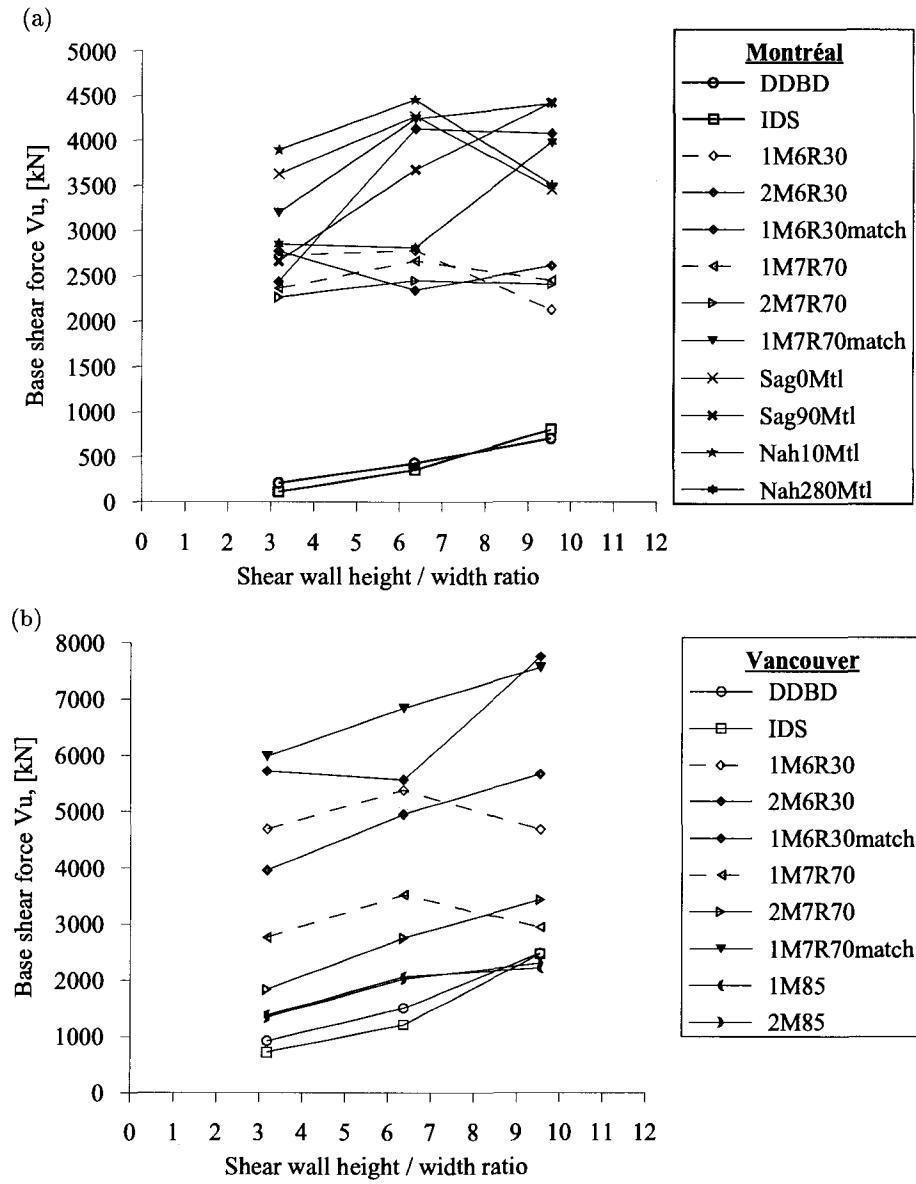 (a)
Base shear force Vu, [kN]
5000
4500
4000
3500
3000
2500
2000
1500
1000
500
0
0 1 2 3 4 5 6 7 8 9 10 11 12
Shear wall height / width ratio
Montréal
DDBD
IDS
1M6R30
2M6R30
1M6R30match
1M7R70
2M7R70
1M7R70match
Sag0Mtl
Sag90Mtl
Nah10Mtl
Nah280Mtl
(b)
Base shear force Vu, [kN]
8000
7000
6000
5000
4000
3000
2000
1000
0
0 1 2 3 4 5 6 7 8 9 10 11 12
Shear wall height / width ratio
Vancouver
DDBD
IDS
1M6R30
2M6R30
1M6R30match
1M7R70
2M7R70
1M7R70match
1M85
2M85